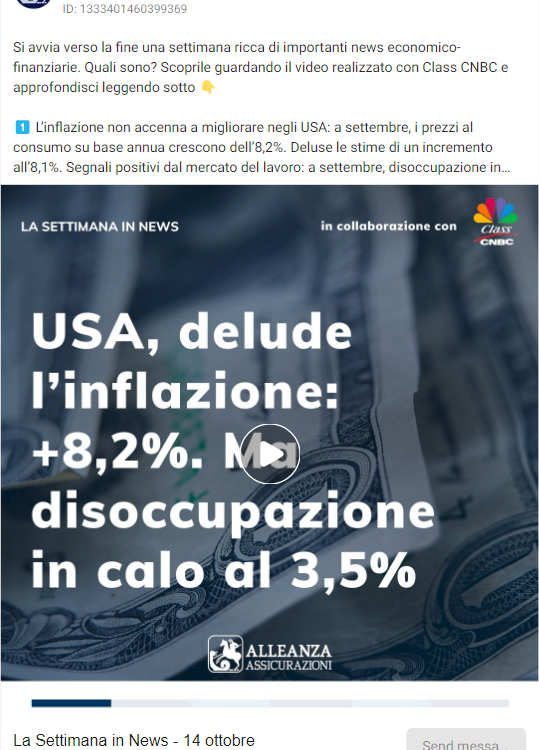 ID: 1333401460399369
Si avvia verso la fine una settimana ricca di importanti news economico-
finanziarie. Quali sono? Scoprile guardando il video realizzato con Class CNBC e
approfondisci leggendo sotto 👇
1️⃣ L'inflazione non accenna a migliorare negli USA: a settembre, i prezzi al
consumo su base annua crescono dell'8,2%. Deluse le stime di un incremento
all'8,1%. Segnali positivi dal mercato del lavoro: a settembre, disoccupazione in...
LA SETTIMANA IN NEWS
in collaborazione con
Class
CNBC
USA, delude
l'inflazione:
+8,2%. Ma
disoccupazione
in calo al 3,5%
ALLEANZA
ASSICURAZIONI
La Settimana in News - 14 ottobre
Send messa...